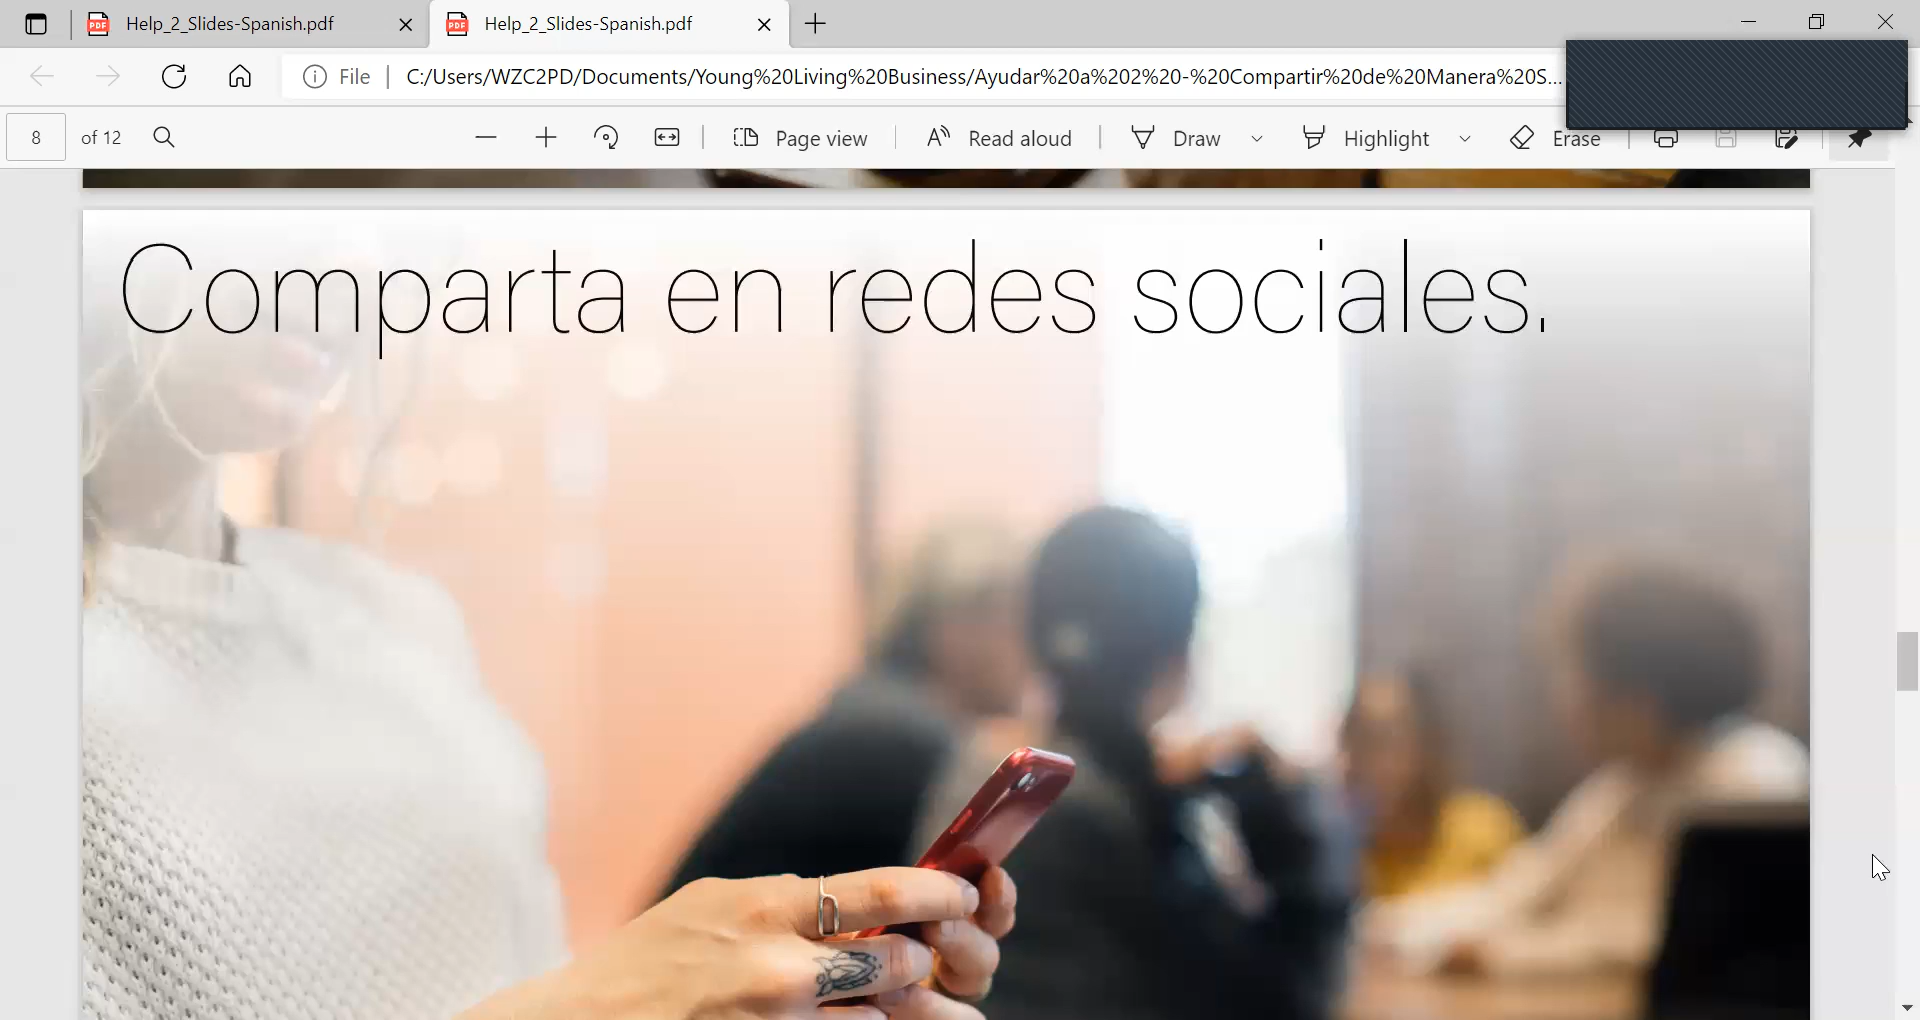 Help_2_Slides-Spanish.pdf
Help_2_Slides-Spanish.pdf
File
C:/Users/WZC2PD/Documents/Young%20Living%20Business/Ayudar%20a%202%20-%20Compartir%20de%20Manera%20S...
8 of 12
Page view
Read aloud
Draw
Highlight
Erase
Comparta en redes sociales.